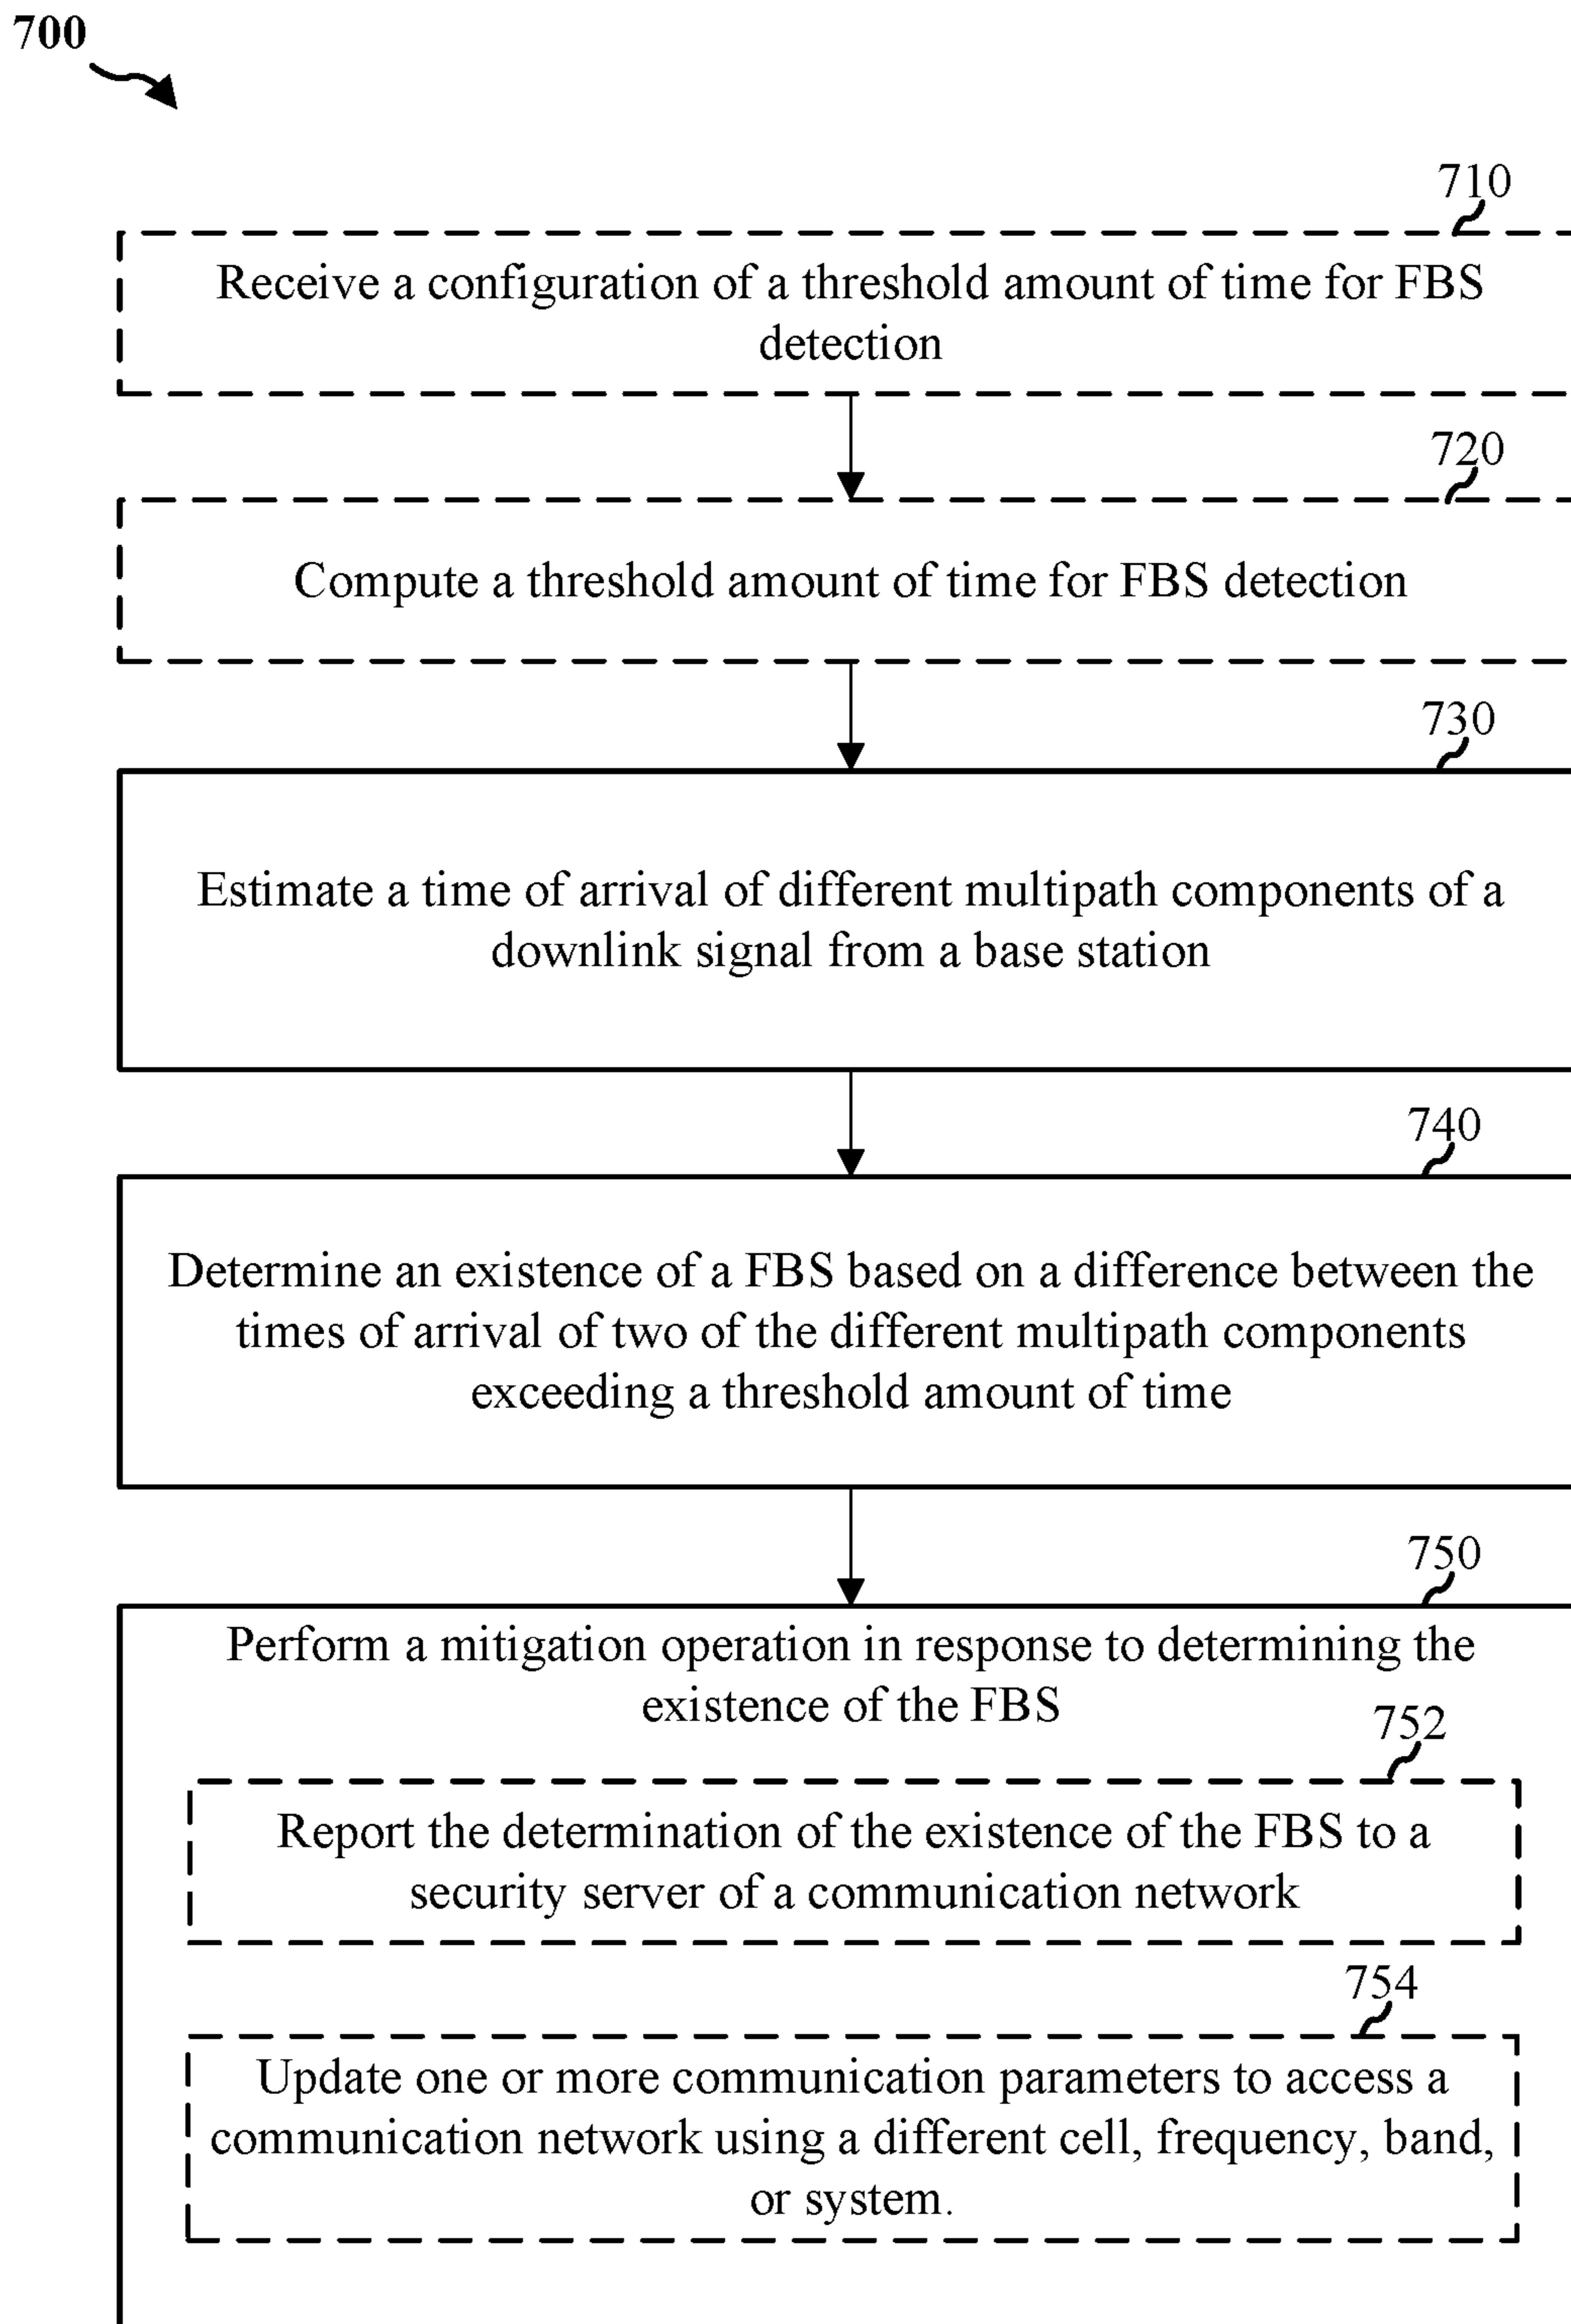 700
710
Receive a configuration of a threshold amount of time for FBS
detection
720
Compute a threshold amount of time for FBS detection
730
Estimate a time of arrival of different multipath components of a
downlink signal from a base station
740
Determine an existence of a FBS based on a difference between the
times of arrival of two of the different multipath components
exceeding a threshold amount of time
750
Perform a mitigation operation in response to determining the
existence of the FBS
752
Report the determination of the existence of the FBS to a
security server of a communication network
754
Update one or more communication parameters to access a
communication network using a different cell, frequency, band,
or system.